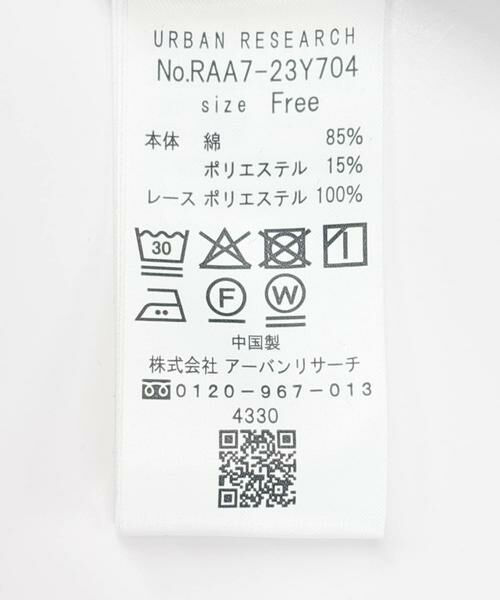 URBAN RESEARCH
No.RAA7-23Y704
size Free
本体 綿 85%
ポリエステル 15%
レース ポリエステル 100%
30
F W
中国製
株式会社 アーバンリサーチ
0120-967-013
4330